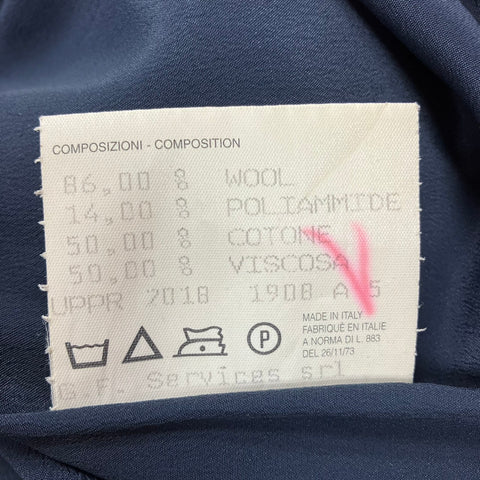 COMPOSIZIONI - COMPOSITION
86,00 % WOOL
14,00 % POLIAMMIDE
50,00 % COTONE
50,00 % VISCOSA
UPPR 7018 1908 A 5
MADE IN ITALY
FABRIQUÉ EN ITALIE
A NORMA DI L. 883
DEL 26/11/73
P
G.F. Services srl